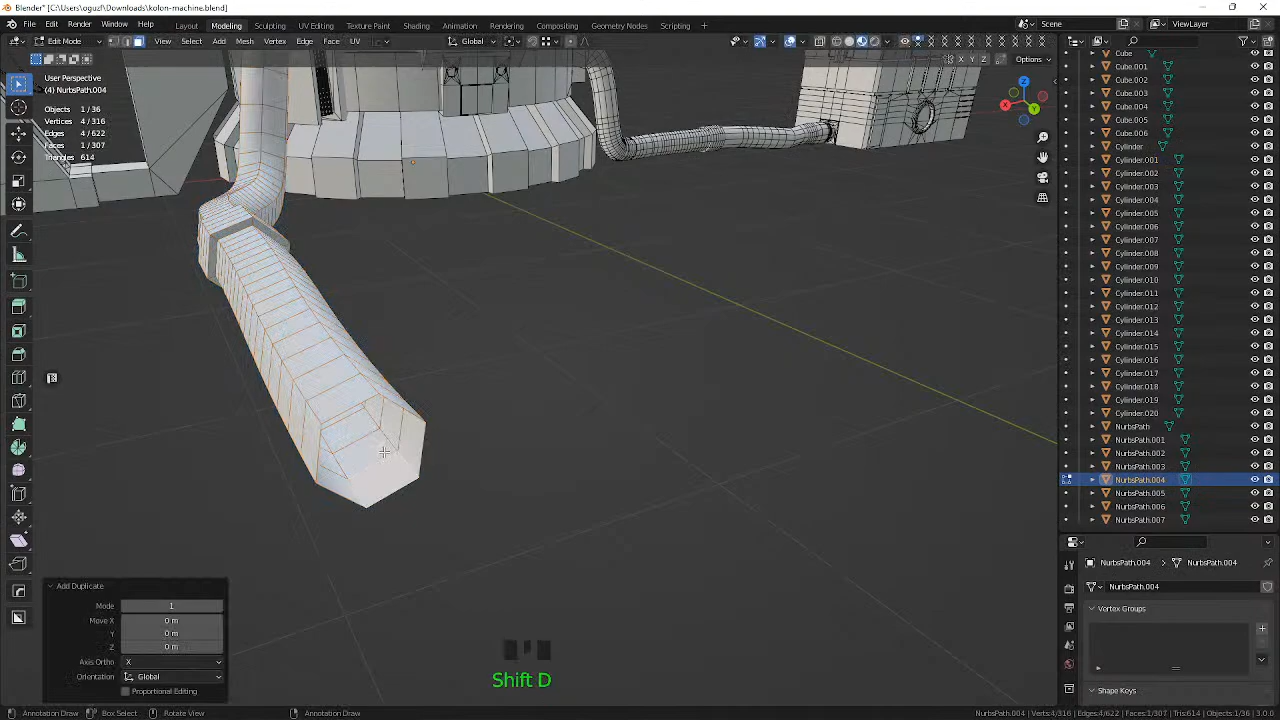 Blender* [C:\Users\oguzl\Downloads\kolon-machine.blend]
File Edit Render Window Help Layout Modeling Sculpting UV Editing Texture Paint Shading Animation Rendering Compositing Geometry Nodes Scripting + Scene ViewLayer
Edit Mode View Select Add Mesh Vertex Edge Face UV Global
X Y Z Options
User Perspective
(4) NurbsPath.004
Objects 1/36
Vertices 4/316
Edges 4/622
Faces 1/307
Triangles 614
Z
X
Y
Cube
Cube.001
Cube.002
Cube.003
Cube.004
Cube.005
Cube.006
Cylinder
Cylinder.001
Cylinder.002
Cylinder.003
Cylinder.004
Cylinder.005
Cylinder.006
Cylinder.007
Cylinder.008
Cylinder.009
Cylinder.010
Cylinder.011
Cylinder.012
Cylinder.013
Cylinder.014
Cylinder.015
Cylinder.016
Cylinder.017
Cylinder.018
Cylinder.019
Cylinder.020
NurbsPath
NurbsPath.001
NurbsPath.002
NurbsPath.003
NurbsPath.004
NurbsPath.005
NurbsPath.006
NurbsPath.007
NurbsPath.004 NurbsPath.004
NurbsPath.004
Vertex Groups
Shape Keys
Add Duplicate
Mode 1
Move X 0 m
Y 0 m
Z 0 m
Axis Ortho X
Orientation Global
Proportional Editing
Shift D
Annotation Draw Box Select Rotate View Annotation Draw NurbsPath.004 | Verts:4/316 | Edges:4/622 | Faces:1/307 | Tris:614 | Objects:1/36 | 3.0.0